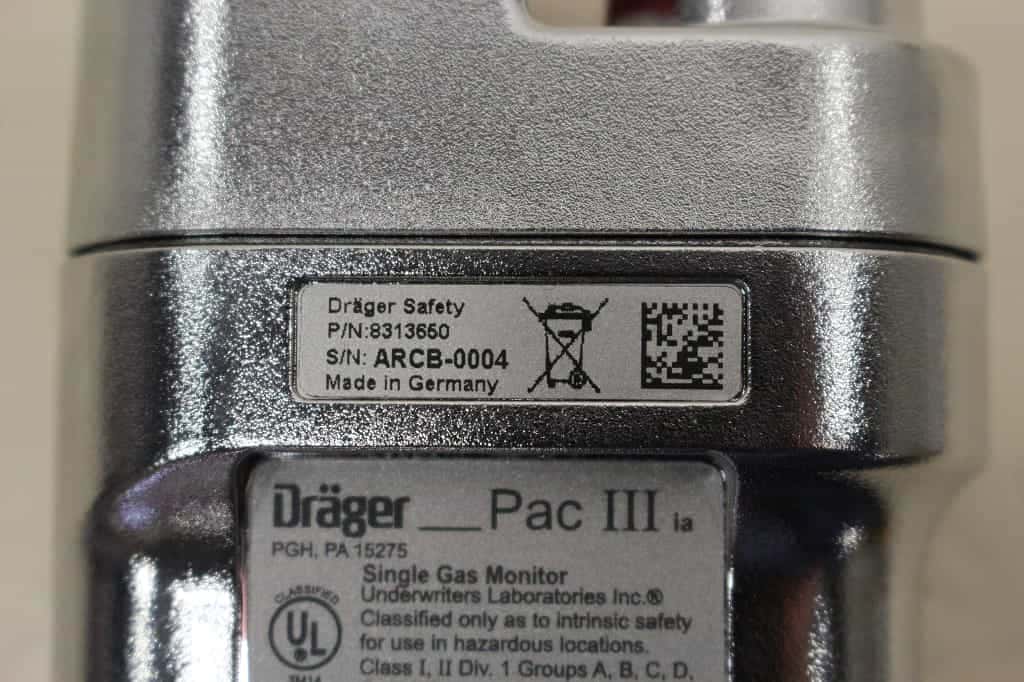 Dräger Safety
P/N:8313650
S/N: ARCB-0004
Made in Germany
Dräger __ Pac III ia
PGH, PA 15275
Single Gas Monitor
Underwriters Laboratories Inc.®
CLASSIFIED
UL
Classified only as to intrinsic safety
for use in hazardous locations.
Class I, II Div. 1 Groups A, B, C, D,